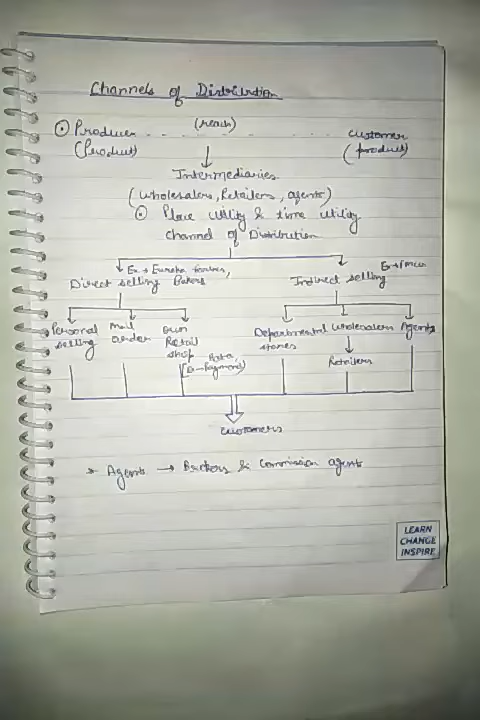 Channels of Distribution
Producer . . . (reach) . . . . customer
(Product) (product)
Intermediaries
(wholesalers, Retailers, agents)
Place utility & time utility
Channel of Distribution
Ex → Eureka forbes, Bakers
Direct selling Indirect selling
Personal selling Mail order own Retail shop
Departmental stores Wholesalers Agents
[Ex - Raymond, Bata
Retailers
customers
* Agents → Brokers & Commission agents
LEARN
CHANGE
INSPIRE